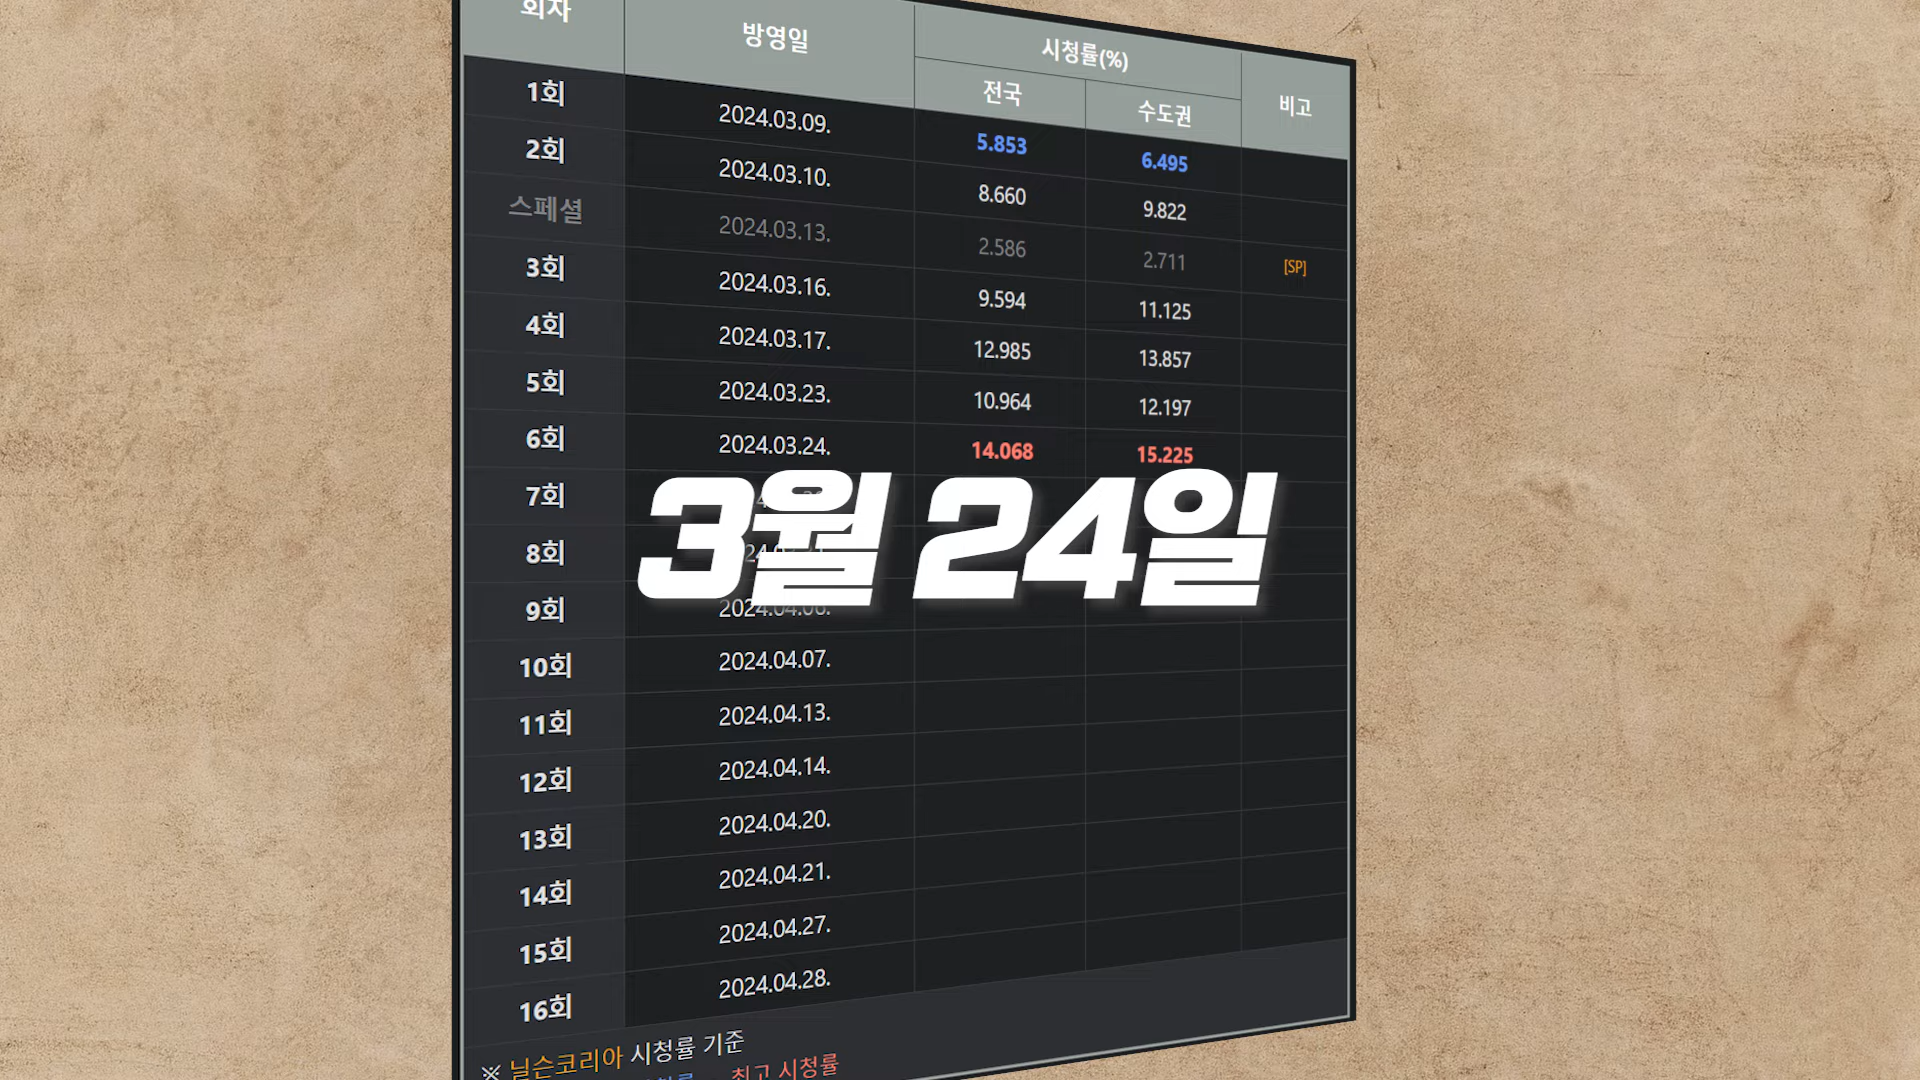 회차 방영일 시청률(%) 비고
전국 수도권
1회 2024.03.09. 5.853 6.495
2회 2024.03.10. 8.660 9.822
스페셜 2024.03.13. 2.586 2.711 [SP]
3회 2024.03.16. 9.594 11.125
4회 2024.03.17. 12.985 13.857
5회 2024.03.23. 10.964 12.197
6회 2024.03.24. 14.068 15.225
3월 24일
7회
8회
9회 2024.04.06.
10회 2024.04.07.
11회 2024.04.13.
12회 2024.04.14.
13회 2024.04.20.
14회 2024.04.21.
15회 2024.04.27.
16회 2024.04.28.
※ 닐슨코리아 시청률 기준
최고 시청률